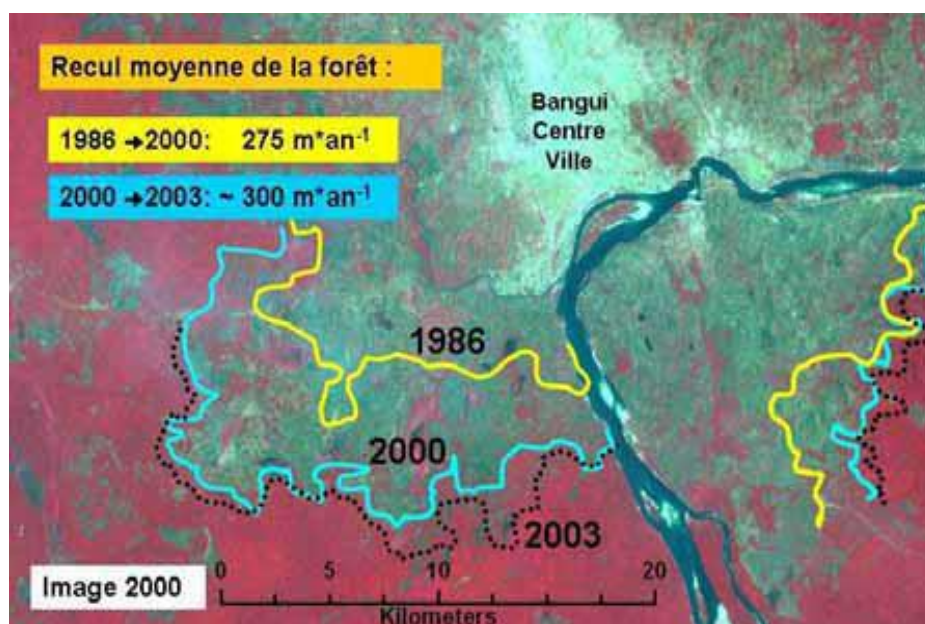 Recul moyenne de la forêt :
1986 ➔2000: 275 m*an⁻¹
2000 ➔2003: ~ 300 m*an⁻¹
Bangui
Centre
Ville
1986
2000
2003
Image 2000
0 5 10 20
Kilometers